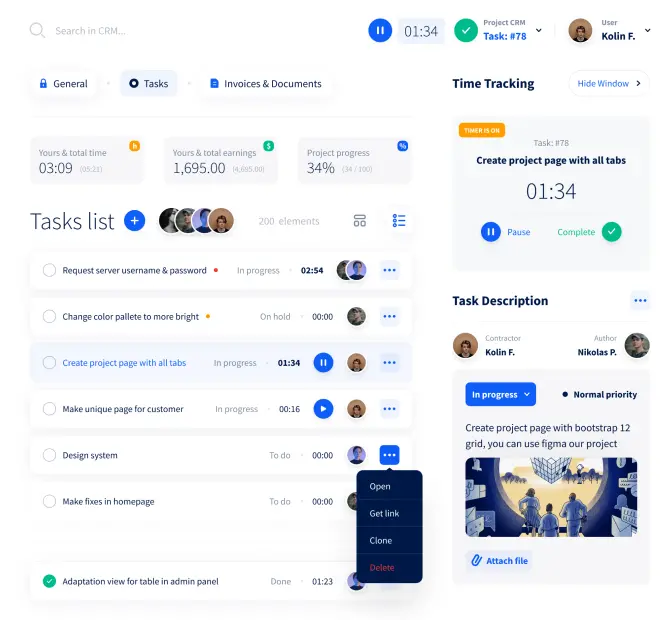 Search in CRM...
01:34
Project CRM
Task: #78
User
Kolin F.
General
Tasks
Invoices & Documents
Yours & total time
03:09 (05:21)
h
Yours & total earnings
1,695.00 (4,695.00)
$
Project progress
34% (34 / 100)
%
Tasks list
200 elements
Request server username & password
In progress
02:54
Change color pallete to more bright
On hold
00:00
Create project page with all tabs
In progress
01:34
Make unique page for customer
In progress
00:16
Design system
To do
00:00
Make fixes in homepage
To do
00:00
Adaptation view for table in admin panel
Done
01:23
Open
Get link
Clone
Delete
Time Tracking
Hide Window
TIMER IS ON
Task: #78
Create project page with all tabs
01:34
Pause
Complete
Task Description
Contractor
Kolin F.
Author
Nikolas P.
In progress
Normal priority
Create project page with bootstrap 12
grid, you can use figma our project
Attach file